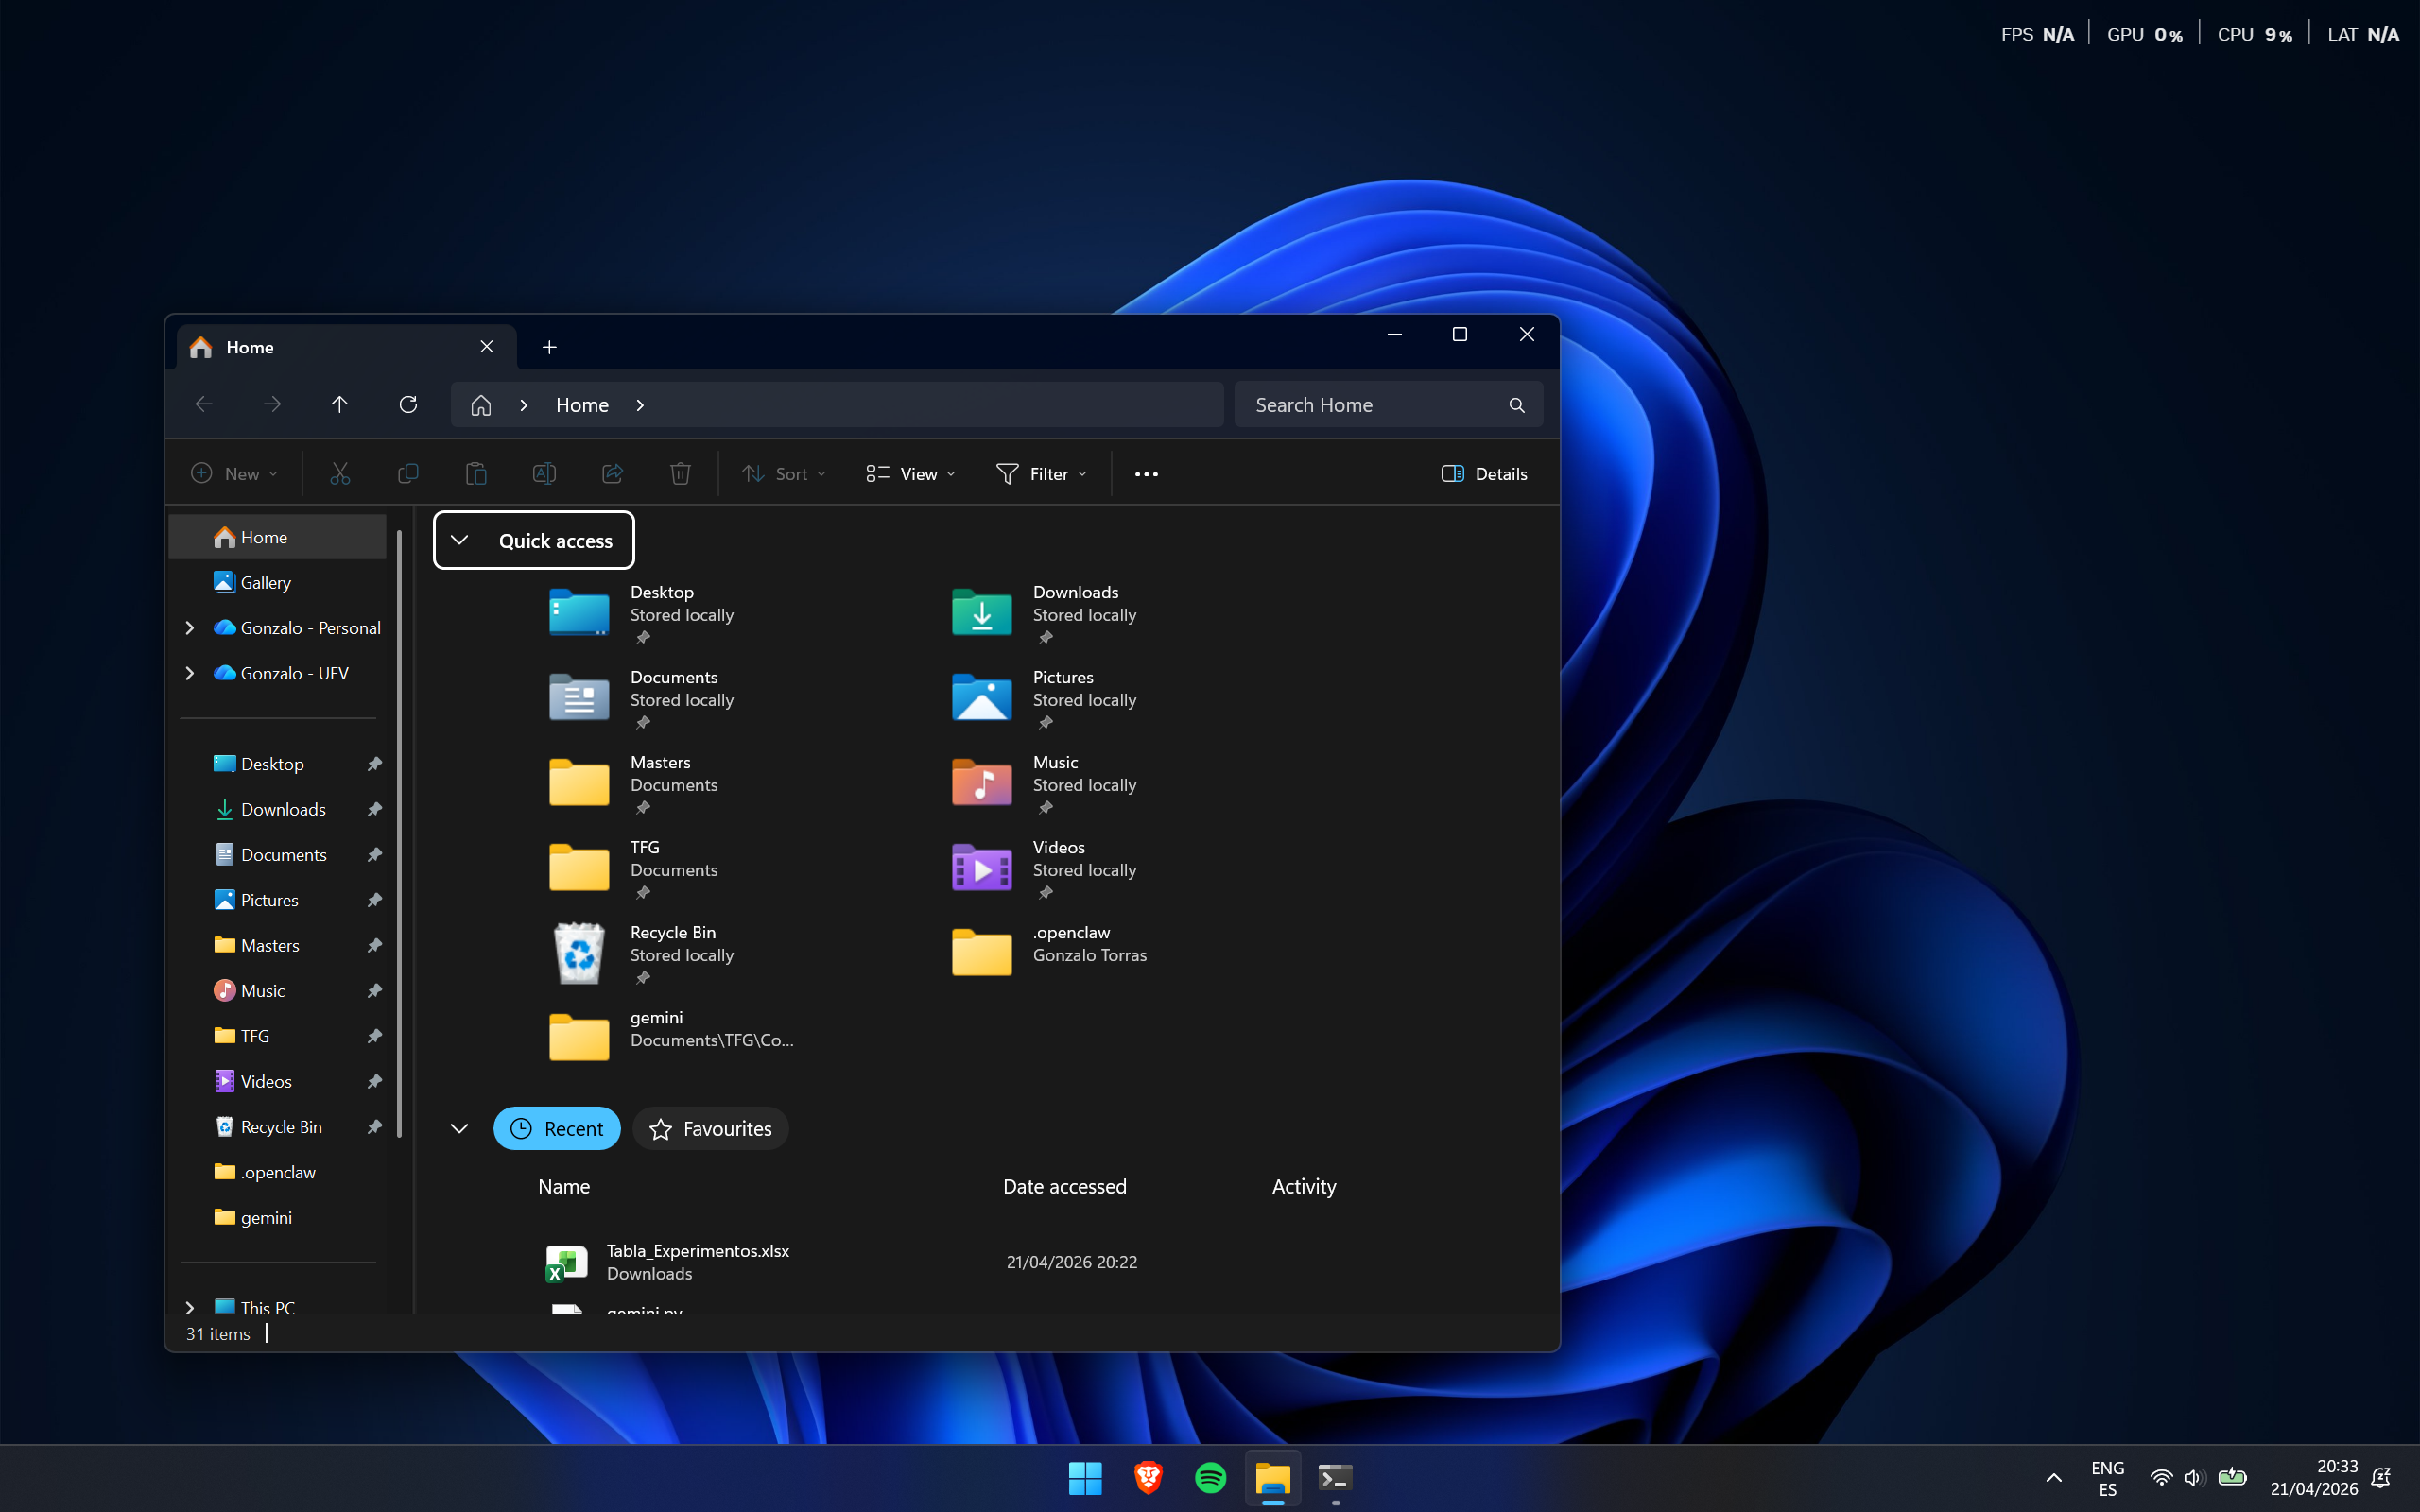 FPS N/A GPU 0% CPU 9% LAT N/A
Home
Home
Search Home
New
Sort
View
Filter
Details
Home
Gallery
Gonzalo - Personal
Gonzalo - UFV
Desktop
Downloads
Documents
Pictures
Masters
Music
TFG
Videos
Recycle Bin
.openclaw
gemini
This PC
Quick access
Desktop
Stored locally
Downloads
Stored locally
Documents
Stored locally
Pictures
Stored locally
Masters
Documents
Music
Stored locally
TFG
Documents
Videos
Stored locally
Recycle Bin
Stored locally
.openclaw
Gonzalo Torras
gemini
Documents\TFG\Co...
Recent
Favourites
Name Date accessed Activity
Tabla_Experimentos.xlsx
Downloads
21/04/2026 20:22
gemini.py
31 items
ENG
ES
20:33
21/04/2026